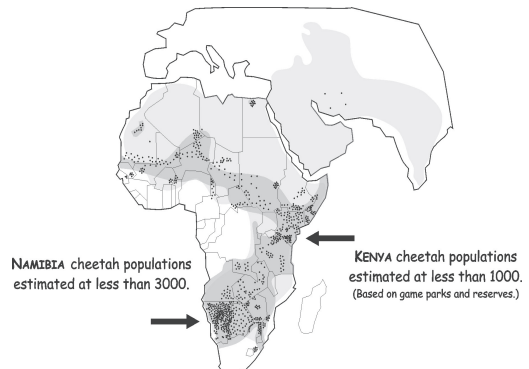 NAMIBIA cheetah populations
estimated at less than 3000.
KENYA cheetah populations
estimated at less than 1000.
(Based on game parks and reserves.)